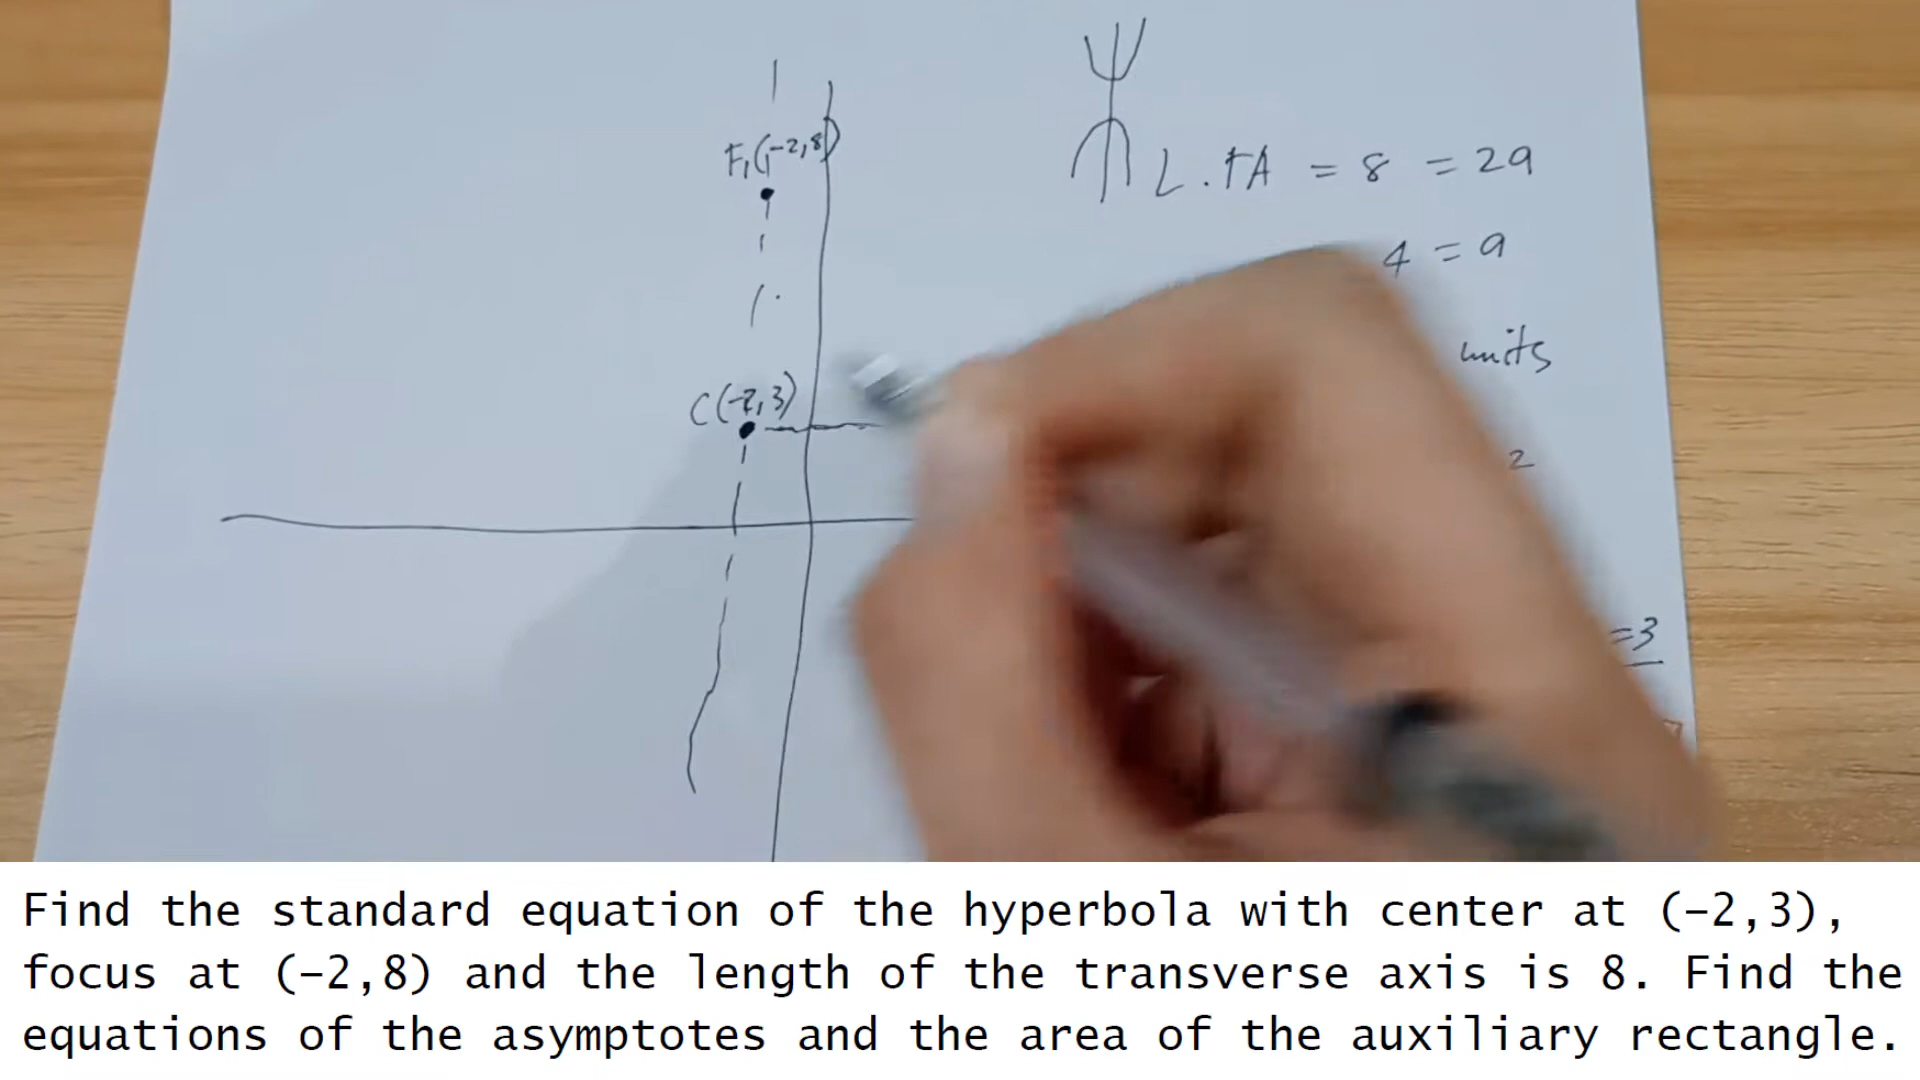 F₁(-2,8)
L.TA = 8 = 2a
4 = a
units
C(-2,3)
2
=3
Find the standard equation of the hyperbola with center at (-2,3),
focus at (-2,8) and the length of the transverse axis is 8. Find the
equations of the asymptotes and the area of the auxiliary rectangle.